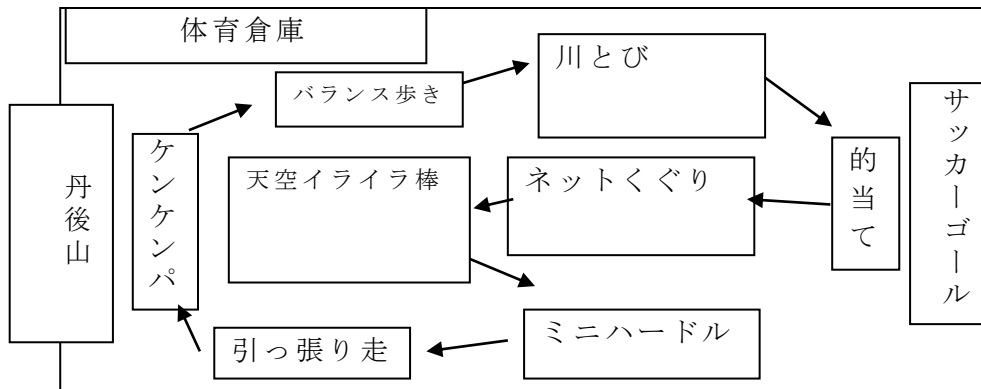 体育倉庫
川とび
バランス歩き
サッカーゴール
ケンケンパ
丹後山
的当て
天空イライラ棒
ネットくぐり
ミニハードル
引っ張り走